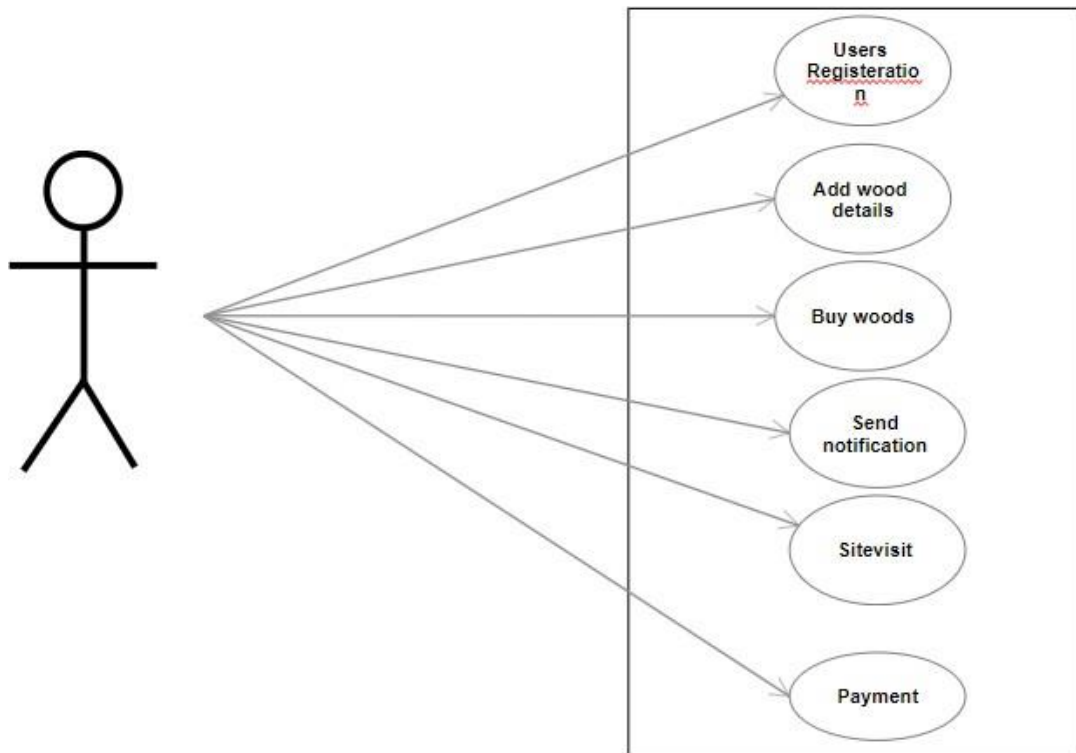 Users
Registeratio
n
Add wood
details
Buy woods
Send
notification
Sitevisit
Payment